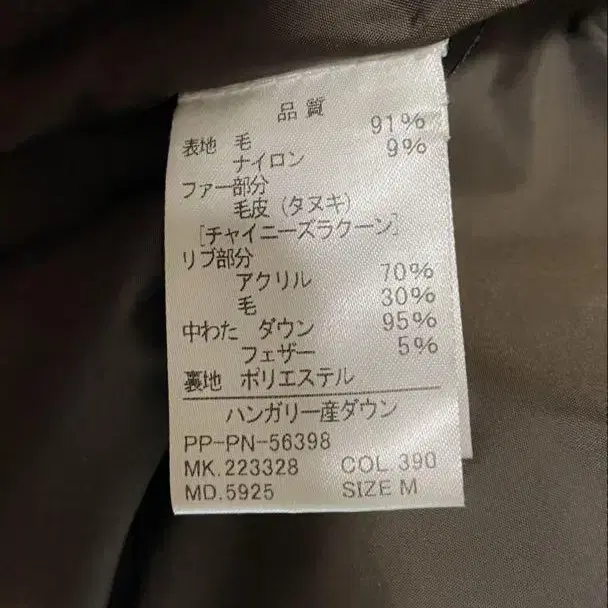 品質
表地 毛 91%
ナイロン 9%
ファー部分
毛皮（タヌキ）
[チャイニーズラクーン]
リブ部分
アクリル 70%
毛 30%
中わた ダウン 95%
フェザー 5%
裏地 ポリエステル
ハンガリー産ダウン
PP-PN-56398
MK.223328 COL 390
MD.5925 SIZE M